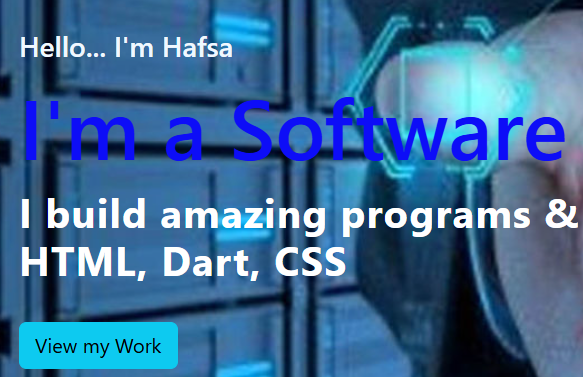 Hello... I'm Hafsa
I'm a Software
I build amazing programs &
HTML, Dart, CSS
View my Work